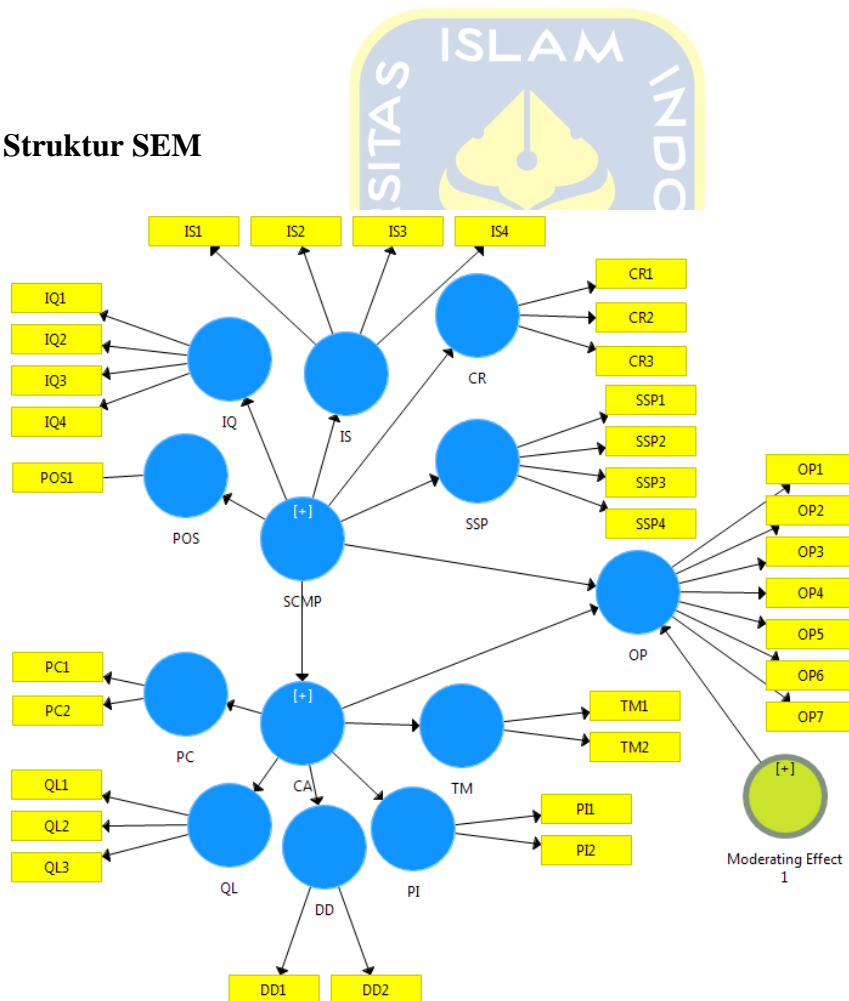 ISLAM
SITAS
INDO
Struktur SEM
IS1
IS2
IS3
IS4
IQ1
IQ2
IQ3
IQ4
IQ
IS
CR1
CR2
CR3
CR
SSP1
SSP2
SSP3
SSP4
SSP
POS1
POS
[+]
SCMP
OP1
OP2
OP3
OP4
OP5
OP6
OP7
OP
PC1
PC2
PC
[+]
CA
TM1
TM2
TM
QL1
QL2
QL3
QL
DD
PI
PI1
PI2
DD1
DD2
[+]
Moderating Effect
1